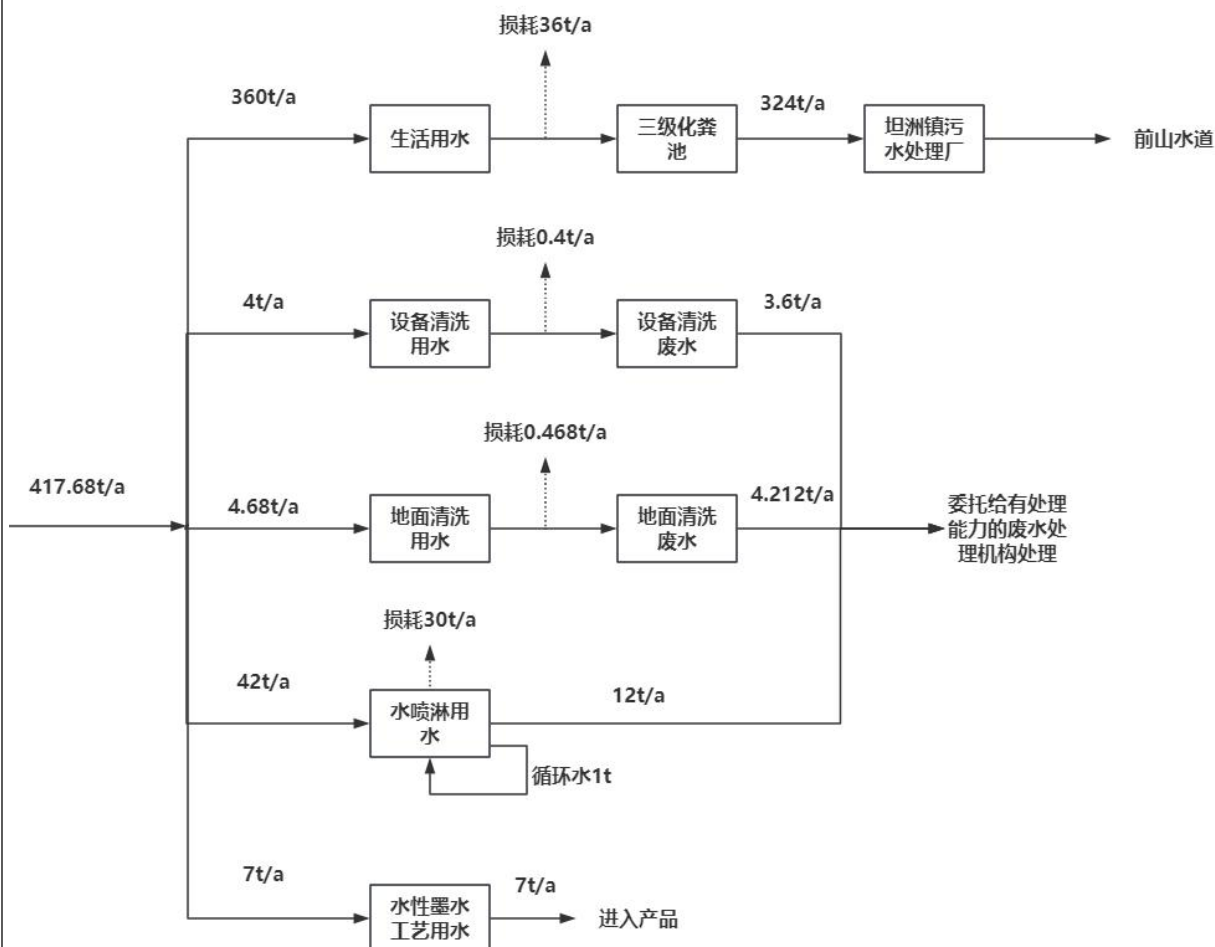 损耗36t/a
360t/a
生活用水
三级化粪
池
324t/a
坦洲镇污
水处理厂
前山水道
损耗0.4t/a
4t/a
设备清洗
用水
设备清洗
废水
3.6t/a
损耗0.468t/a
417.68t/a
4.68t/a
地面清洗
用水
地面清洗
废水
4.212t/a
委托给有处理
能力的废水处
理机构处理
损耗30t/a
42t/a
水喷淋用
水
12t/a
循环水1t
7t/a
水性墨水
工艺用水
7t/a
进入产品